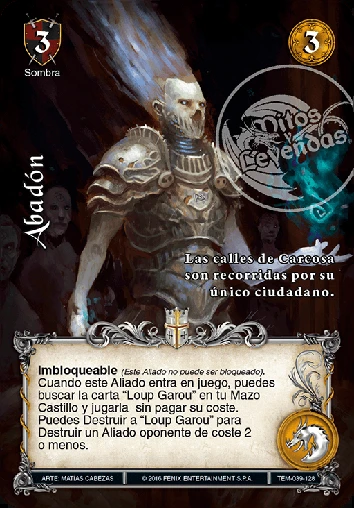 3
Sombra
3
Mitos
y
Leyendas
Abadón
Las calles de Carcosa
son recorridas por su
único ciudadano.
Imbloqueable (Este Aliado no puede ser bloqueado).
Cuando este Aliado entra en juego, puedes
buscar la carta “Loup Garou” en tu Mazo
Castillo y jugarla sin pagar su coste.
Puedes Destruir a “Loup Garou” para
Destruir un Aliado oponente de coste 2
o menos.
ARTE: MATIAS CABEZAS
© 2016 FENIX ENTERTAINMENT S.P.A.
TEM-039-128